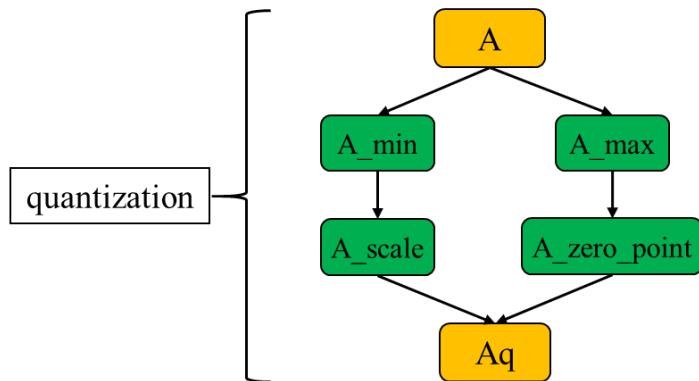 A
A_min
A_max
quantization
A_scale
A_zero_point
Aq